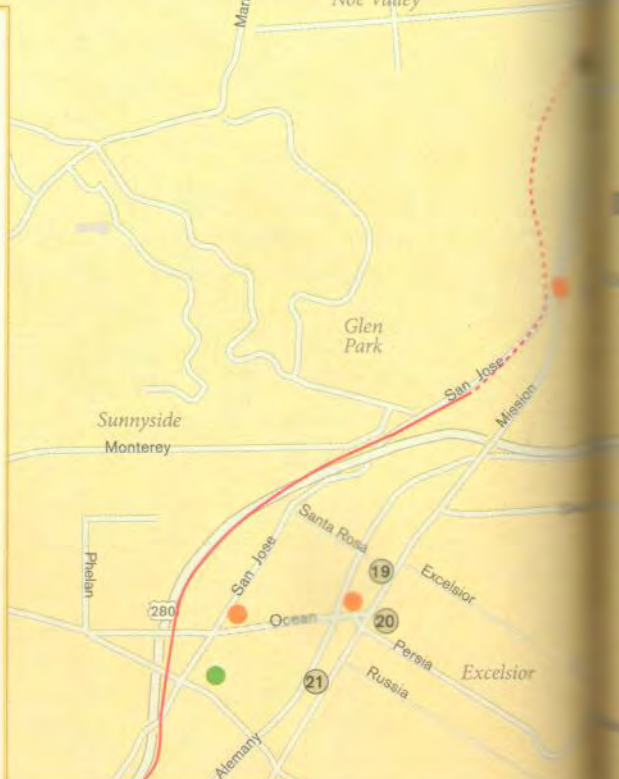 Noe Valley
Glen
Park
San Jose
Mission
Sunnyside
Monterey
Santa Rosa
Phelan
San Jose
19
Excelsior
280
Ocean
20
Persia
Excelsior
Russia
21
Alemany